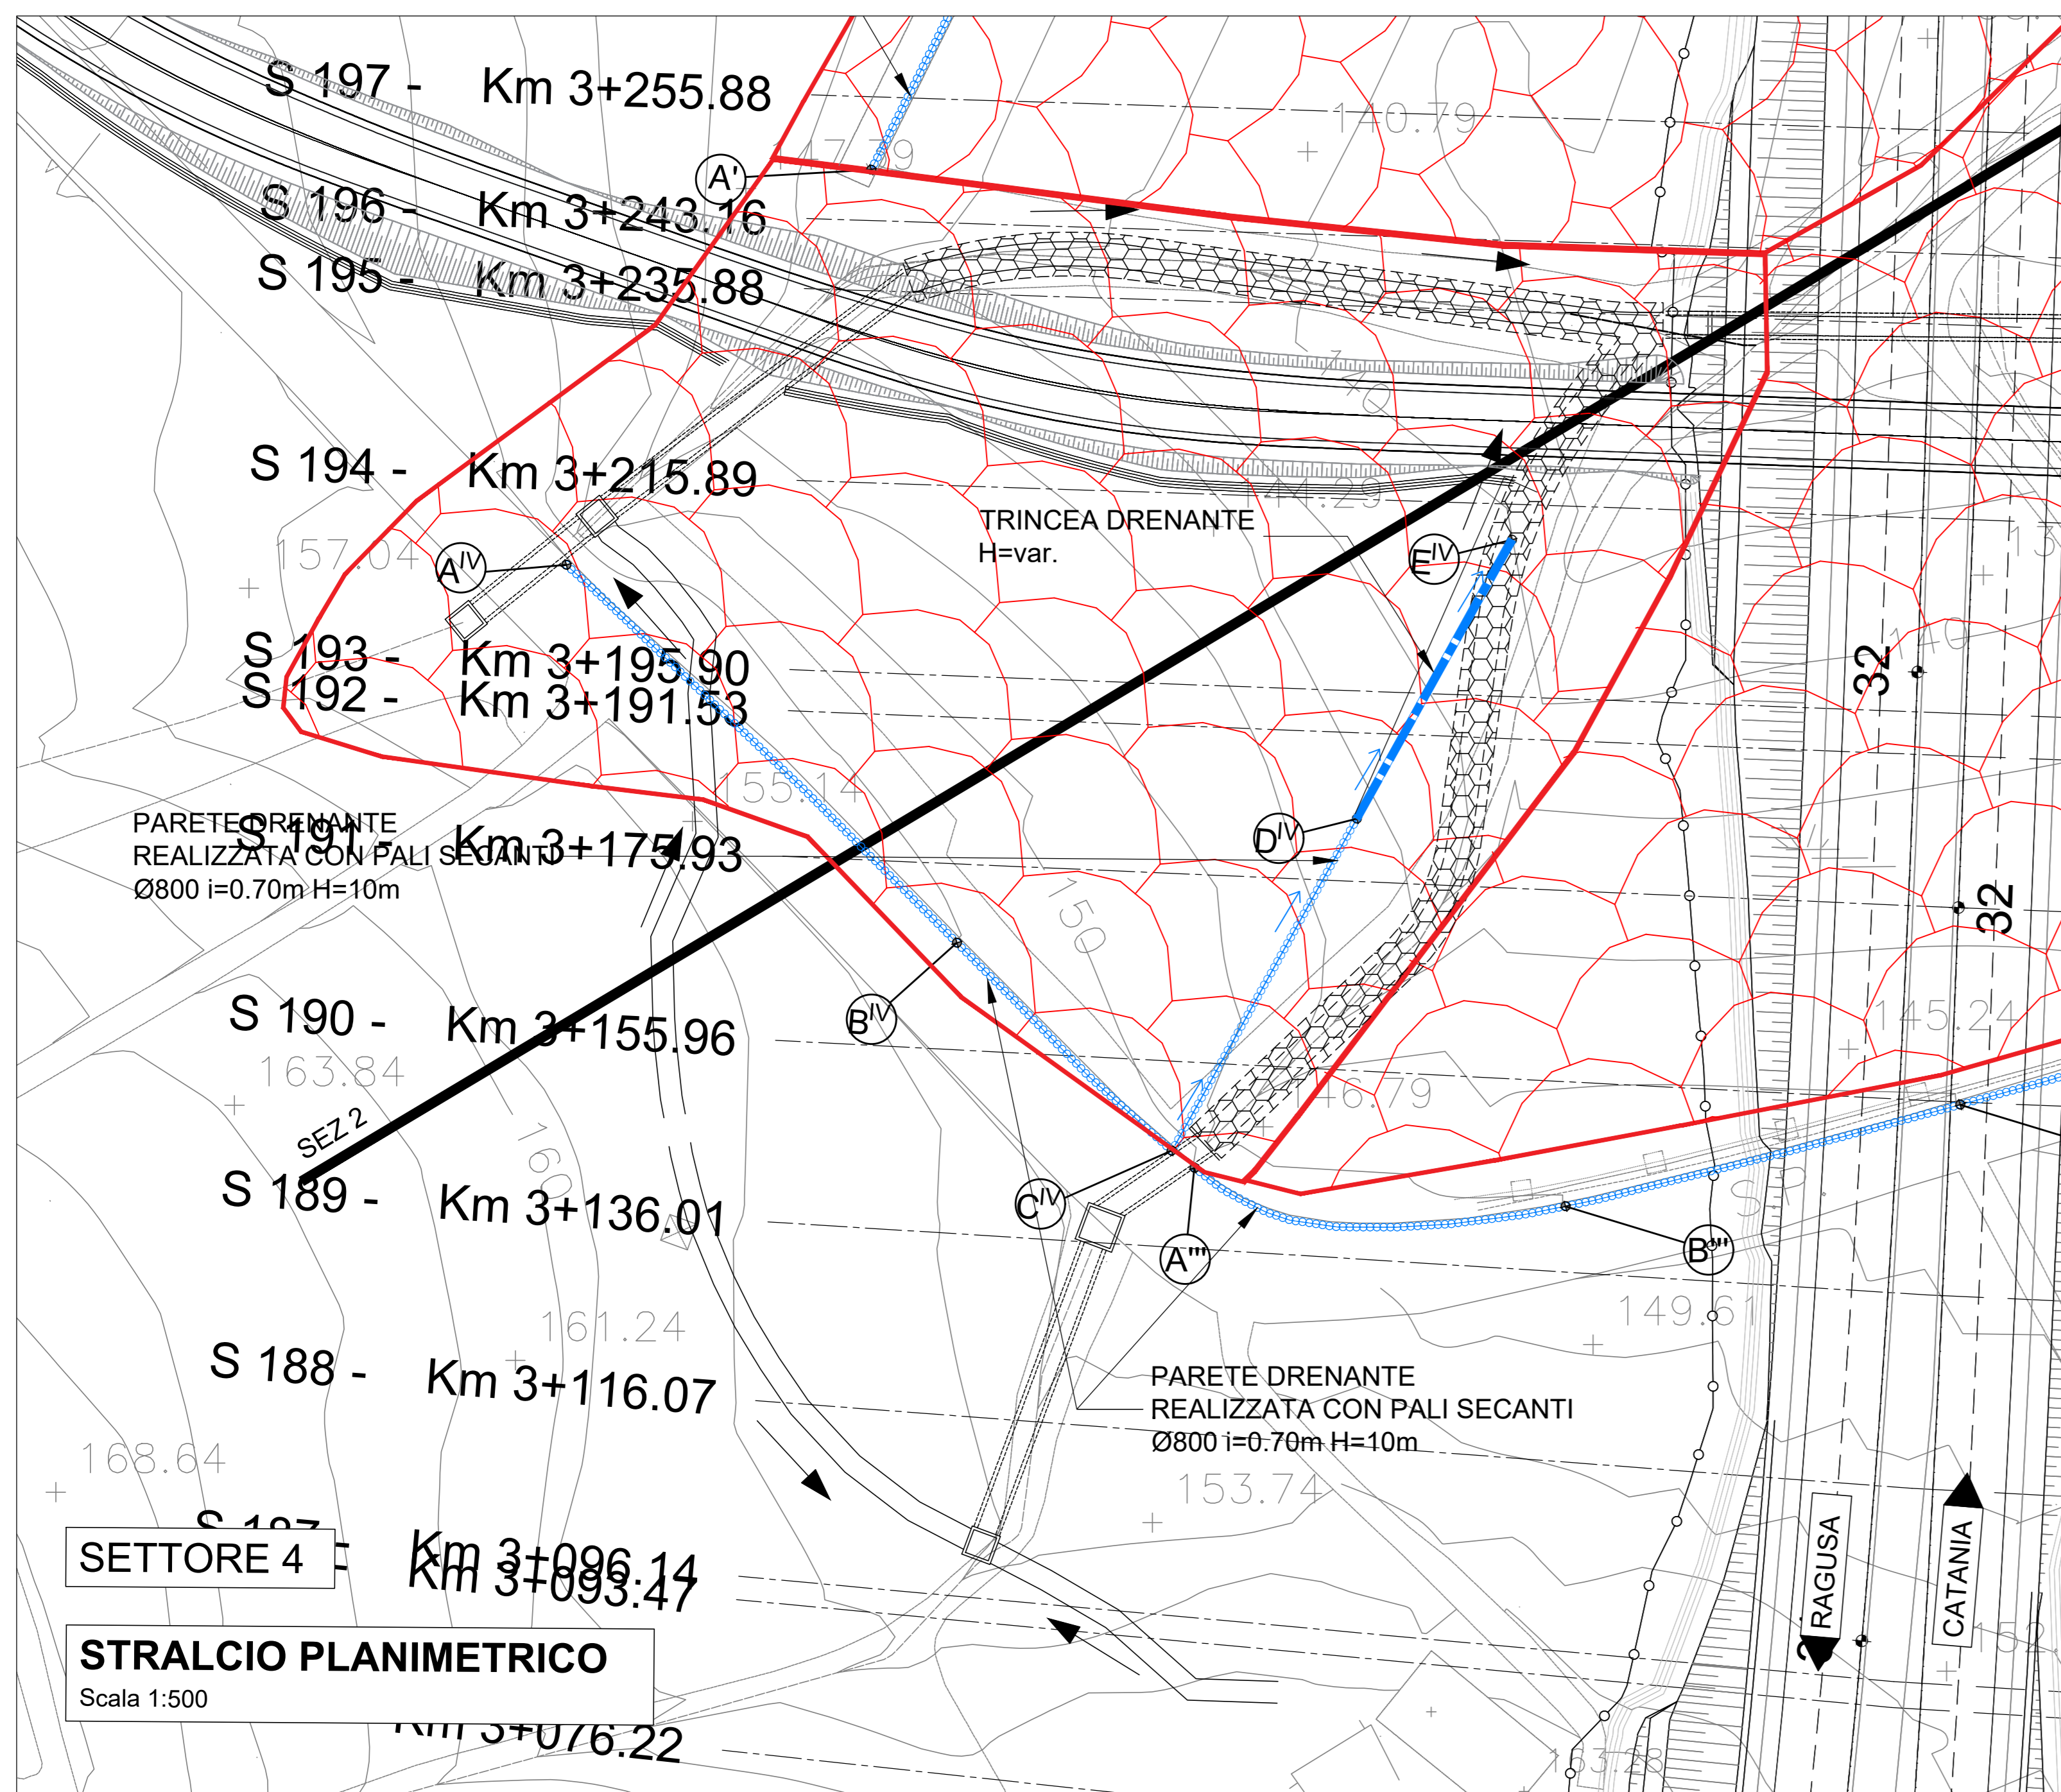 S 197 - Km 3+255.88
140.79
A'
S 196 - Km 3+243.16
S 195 - Km 3+235.88
140
S 194 - Km 3+215.89
TRINCEA DRENANTE
H=var.
157.04
A^IV
E^IV
S 193 - Km 3+195.90
S 192 - Km 3+191.53
140
32
155.14
PARETE DRENANTE
S 191 - Km 3+175.93
REALIZZATA CON PALI SECANTI
Ø800 i=0.70m H=10m
D^IV
32
150
B^IV
S 190 - Km 3+155.96
145.24
163.84
146.79
SEZ 2
160
S 189 - Km 3+136.01
C^IV
A'''
B'''
S.P.
149.61
161.24
S 188 - Km 3+116.07
PARETE DRENANTE
REALIZZATA CON PALI SECANTI
Ø800 i=0.70m H=10m
168.64
153.74
S 187
Km 3+096.14
Km 3+093.47
SETTORE 4
RAGUSA
CATANIA
STRALCIO PLANIMETRICO
Scala 1:500
Km 3+076.22
163.28